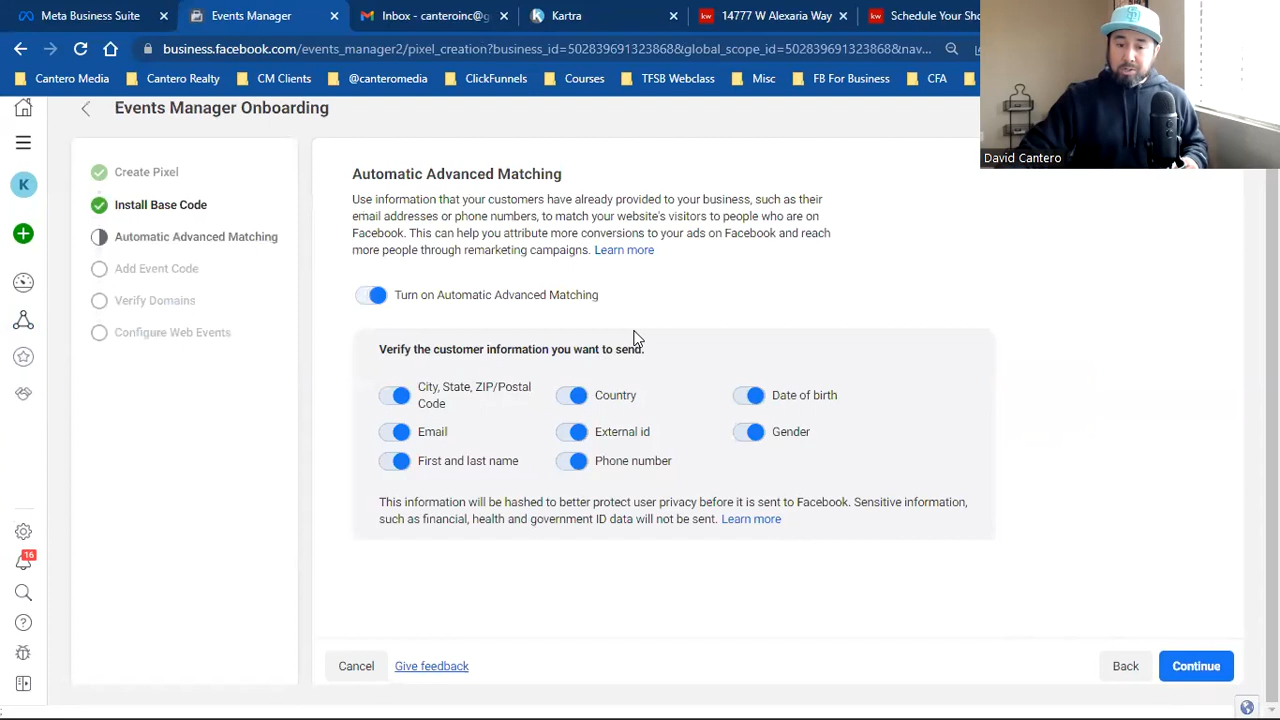 Meta Business Suite
Events Manager
Inbox - canteroinc@g
Kartra
kw 14777 W Alexaria Way
kw Schedule Your Sho
business.facebook.com/events_manager2/pixel_creation?business_id=502839691323868&global_scope_id=502839691323868&nav...
Cantero Media
Cantero Realty
CM Clients
@canteromedia
ClickFunnels
Courses
TFSB Webclass
Misc
FB For Business
CFA
David Cantero
Events Manager Onboarding
K
16
Create Pixel
Install Base Code
Automatic Advanced Matching
Add Event Code
Verify Domains
Configure Web Events
Automatic Advanced Matching
Use information that your customers have already provided to your business, such as their
email addresses or phone numbers, to match your website's visitors to people who are on
Facebook. This can help you attribute more conversions to your ads on Facebook and reach
more people through remarketing campaigns. Learn more
Turn on Automatic Advanced Matching
Verify the customer information you want to send.
City, State, ZIP/Postal
Code
Country
Date of birth
Email
External id
Gender
First and last name
Phone number
This information will be hashed to better protect user privacy before it is sent to Facebook. Sensitive information,
such as financial, health and government ID data will not be sent. Learn more
Cancel
Give feedback
Back
Continue